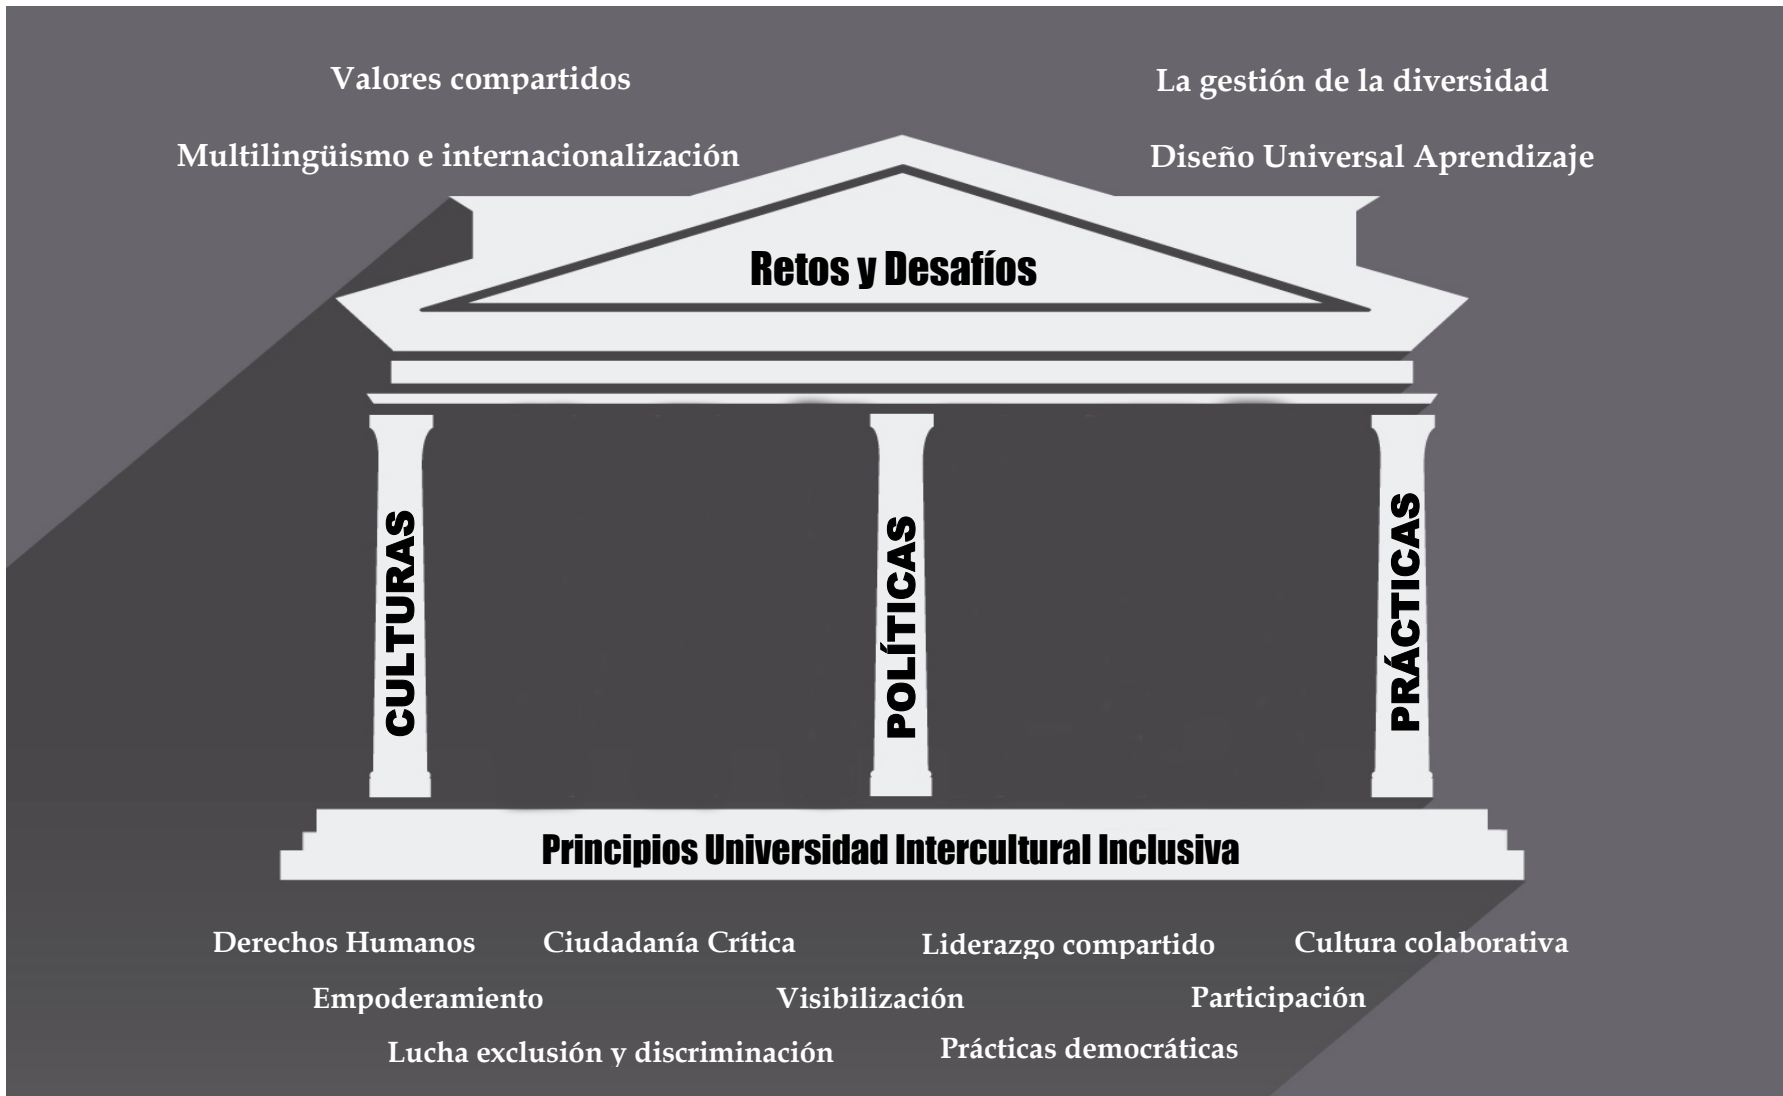 Valores compartidos
La gestión de la diversidad
Multilingüismo e internacionalización
Diseño Universal Aprendizaje
Retos y Desafíos
CULTURAS
POLÍTICAS
PRÁCTICAS
Principios Universidad Intercultural Inclusiva
Derechos Humanos
Ciudadanía Crítica
Liderazgo compartido
Cultura colaborativa
Empoderamiento
Visibilización
Participación
Lucha exclusión y discriminación
Prácticas democráticas